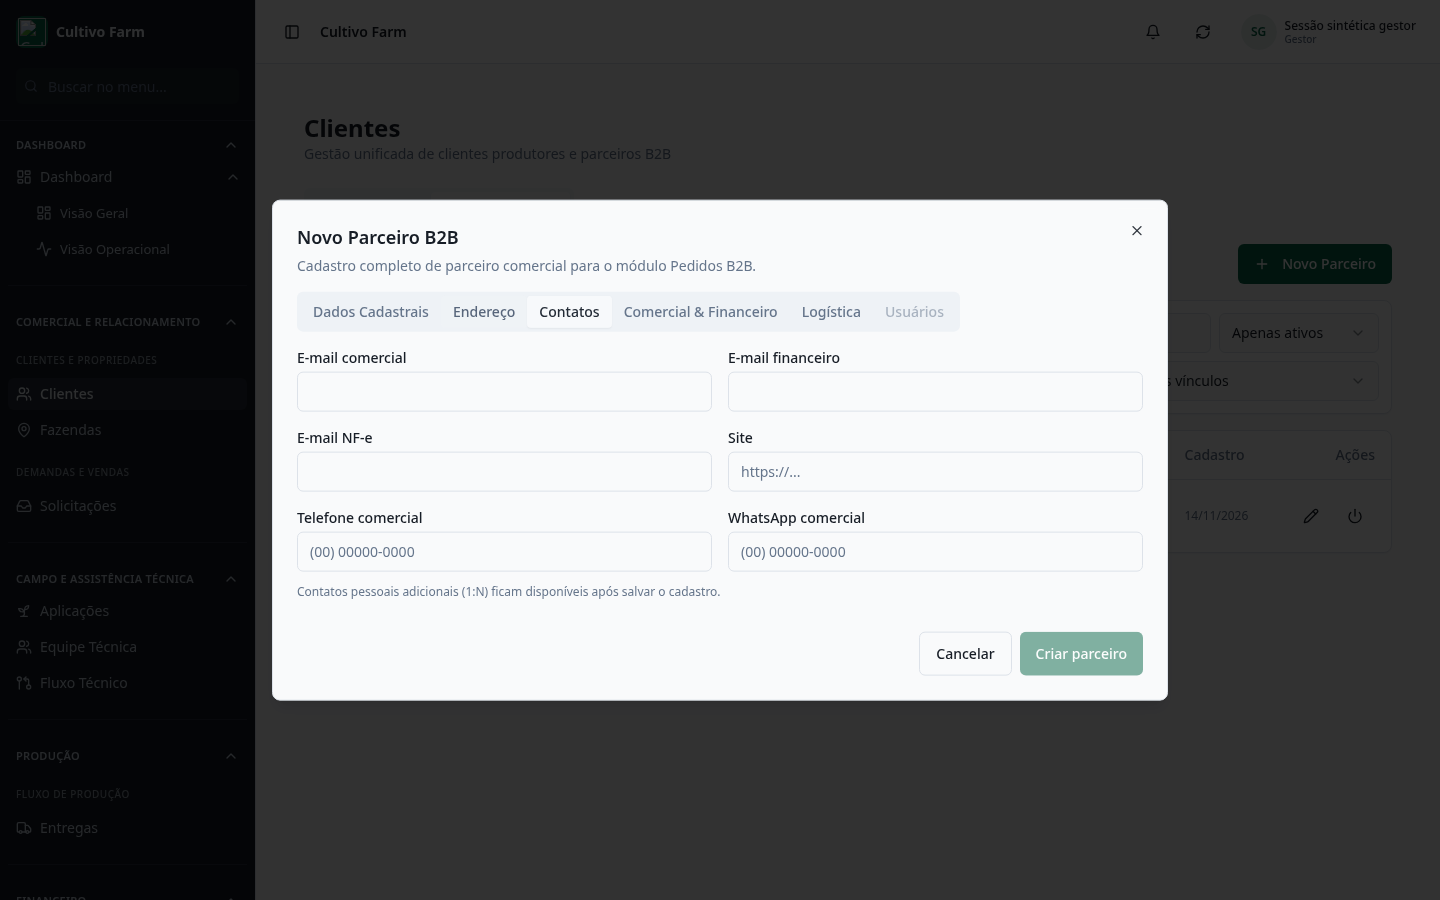 Cultivo Farm
Buscar no menu...
DASHBOARD
Dashboard
Visão Geral
Visão Operacional
COMERCIAL E RELACIONAMENTO
CLIENTES E PROPRIEDADES
Clientes
Fazendas
DEMANDAS E VENDAS
Solicitações
CAMPO E ASSISTÊNCIA TÉCNICA
Aplicações
Equipe Técnica
Fluxo Técnico
PRODUÇÃO
FLUXO DE PRODUÇÃO
Entregas
FINANCEIRO
Cultivo Farm
SG
Sessão sintética gestor
Gestor
Clientes
Gestão unificada de clientes produtores e parceiros B2B
Novo Parceiro
Apenas ativos
vínculos
Cadastro Ações
14/11/2026
Novo Parceiro B2B
Cadastro completo de parceiro comercial para o módulo Pedidos B2B.
Dados Cadastrais Endereço Contatos Comercial & Financeiro Logística Usuários
E-mail comercial E-mail financeiro
E-mail NF-e Site
https://...
Telefone comercial WhatsApp comercial
(00) 00000-0000 (00) 00000-0000
Contatos pessoais adicionais (1:N) ficam disponíveis após salvar o cadastro.
Cancelar Criar parceiro